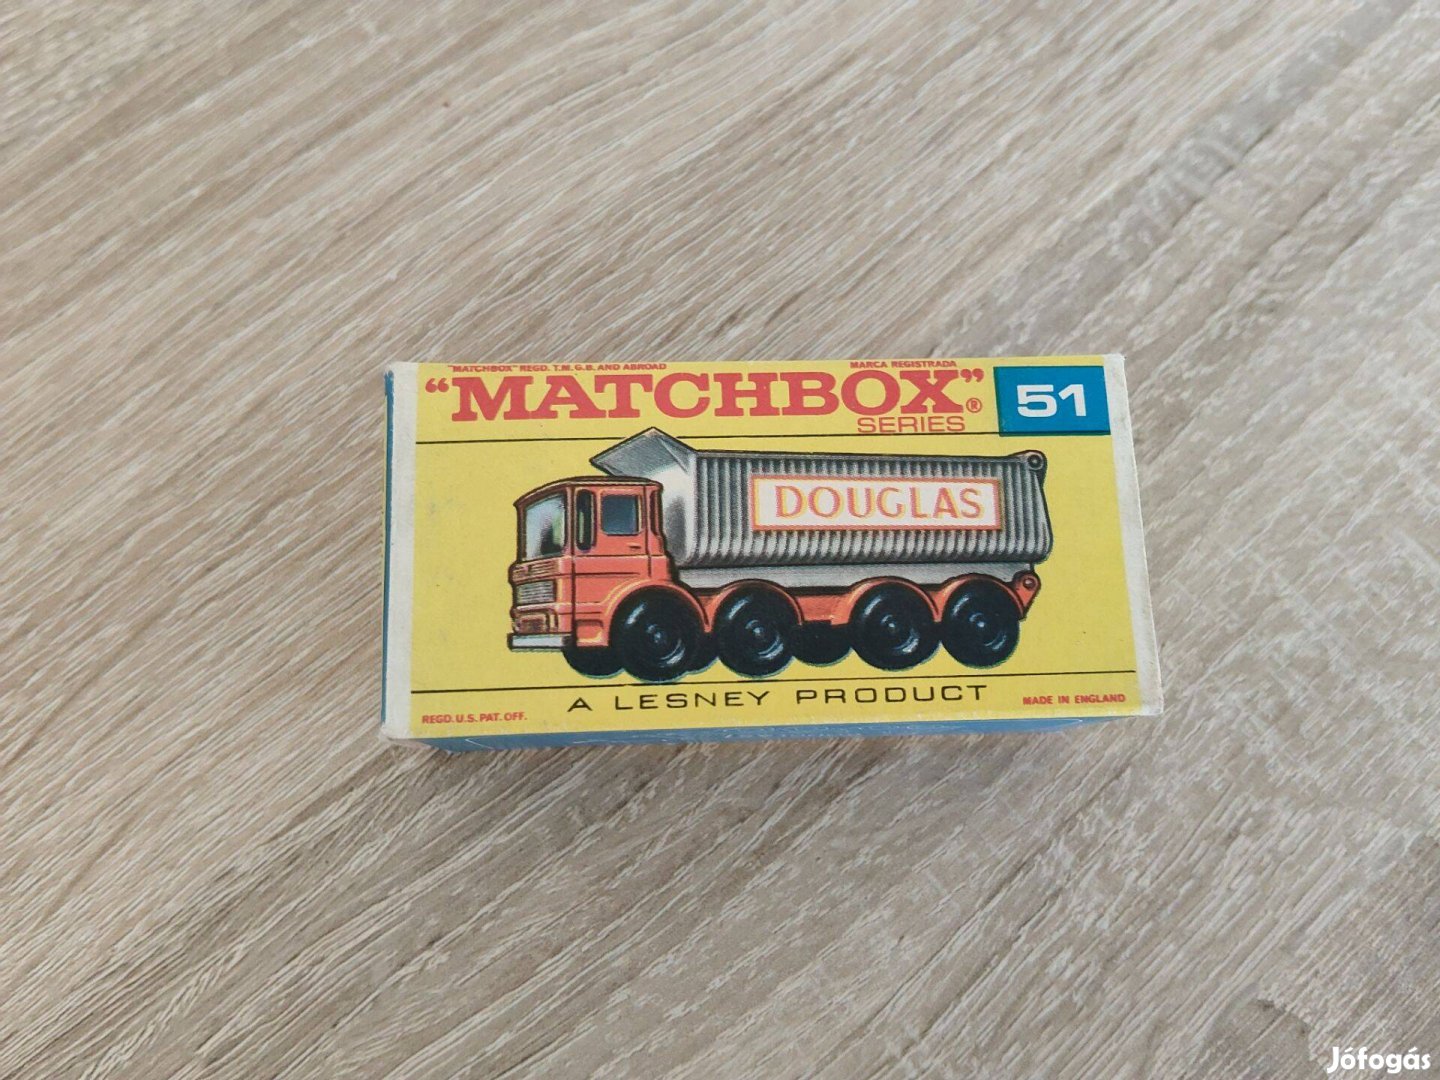 "MATCHBOX" REGD. T.M. G.B. AND ABROAD MARCA REGISTRADA
"MATCHBOX"®
SERIES
51
DOUGLAS
A LESNEY PRODUCT
REGD. U.S. PAT. OFF.
MADE IN ENGLAND
Jófogás